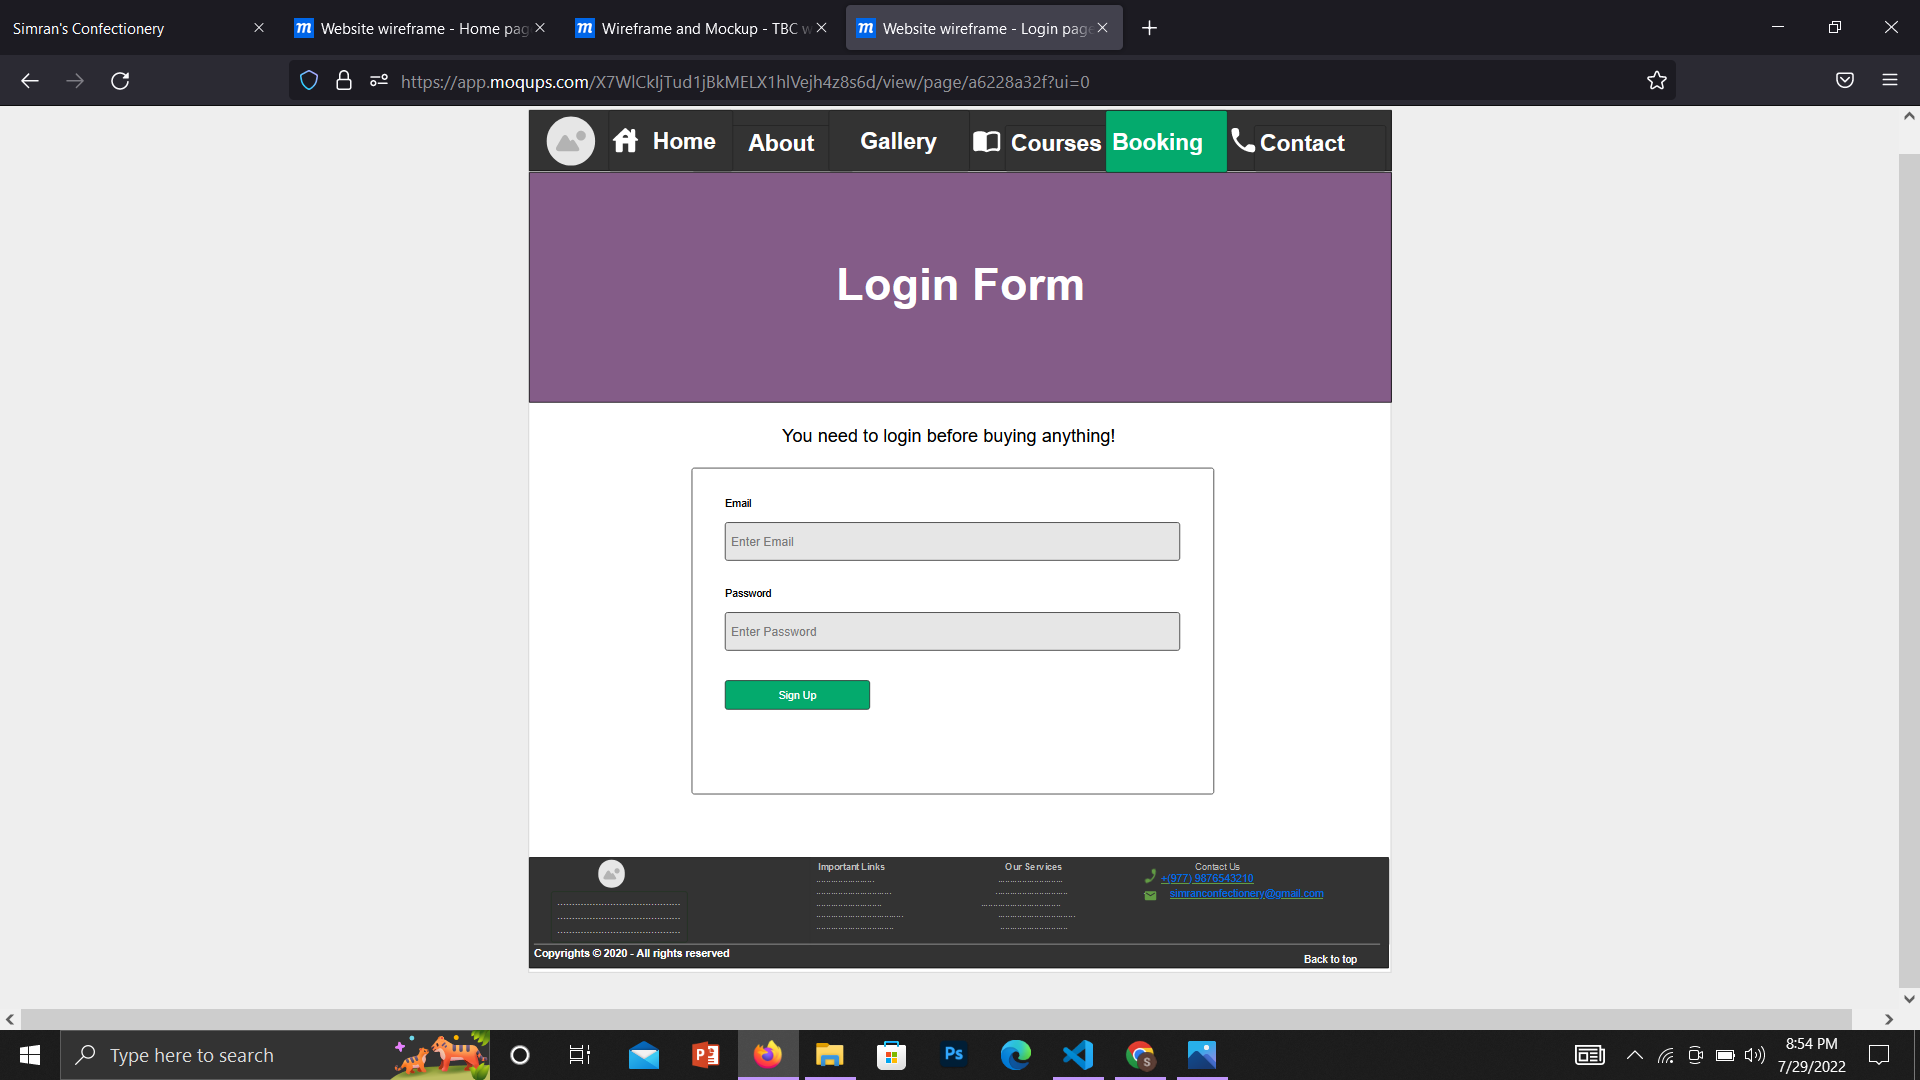 Simran's Confectionery
Website wireframe - Home pag
Wireframe and Mockup - TBC w
Website wireframe - Login page
https://app.moqups.com/X7WlCkIjTud1jBkMELX1hlVejh4z8s6d/view/page/a6228a32f?ui=0
Home About Gallery Courses Booking Contact
Login Form
You need to login before buying anything!
Email
Enter Email
Password
Enter Password
Sign Up
Important Links
Our Services
Contact Us
+(977) 9876543210
simranconfectionery@gmail.com
Copyrights © 2020 - All rights reserved
Back to top
Type here to search
Ps
S
8:54 PM
7/29/2022